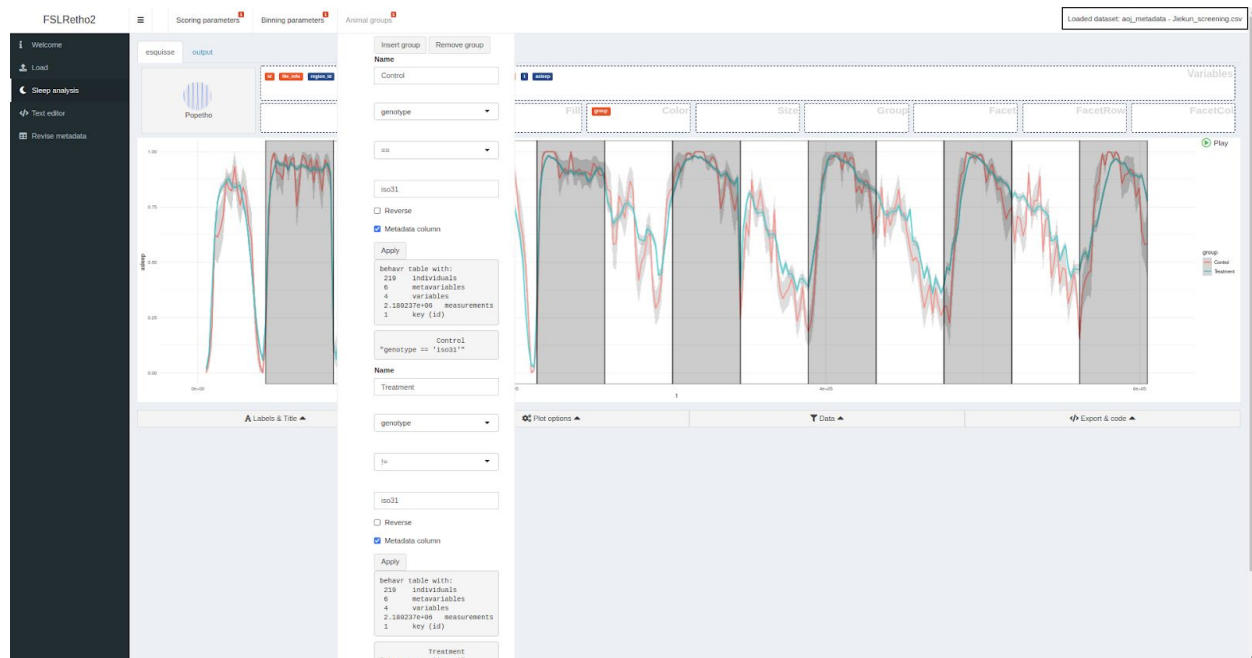 FSLRetho2
Scoring parameters
Binning parameters
Animal groups
Loaded dataset: aoj_metadata - Jiekun_screening.csv
Welcome
Load
Sleep analysis
Text editor
Revise metadata
esquisse
output
Popetho
id file_info region_id
t asleep
Variables
Fill
group
Color
Size
Group
Facet
FacetRow
FacetCol
Play
Insert group
Remove group
Name
Control
genotype
==
iso31
Reverse
Metadata column
Apply
behavr table with:
219 individuals
6 metavariables
4 variables
2.180237e+06 measurements
1 key (id)
Control
"genotype == 'iso31'"
Name
Treatment
genotype
!=
iso31
Reverse
Metadata column
Apply
behavr table with:
219 individuals
6 metavariables
4 variables
2.180237e+06 measurements
1 key (id)
Treatment
1.00
0.75
0.50
0.25
0.00
asleep
0e+00
4e+05
6e+05
t
group
Control
Treatment
Labels & Title
Plot options
Data
Export & code